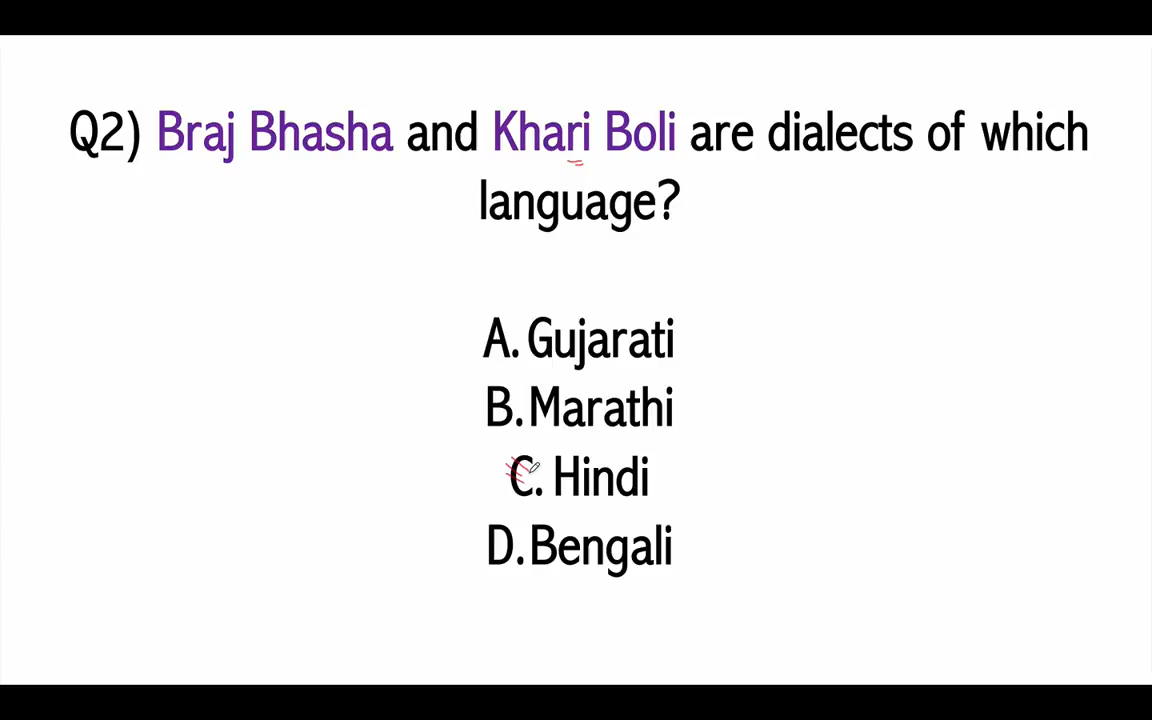 Q2) Braj Bhasha and Khari Boli are dialects of which
language?
A. Gujarati
B. Marathi
C. Hindi
D. Bengali